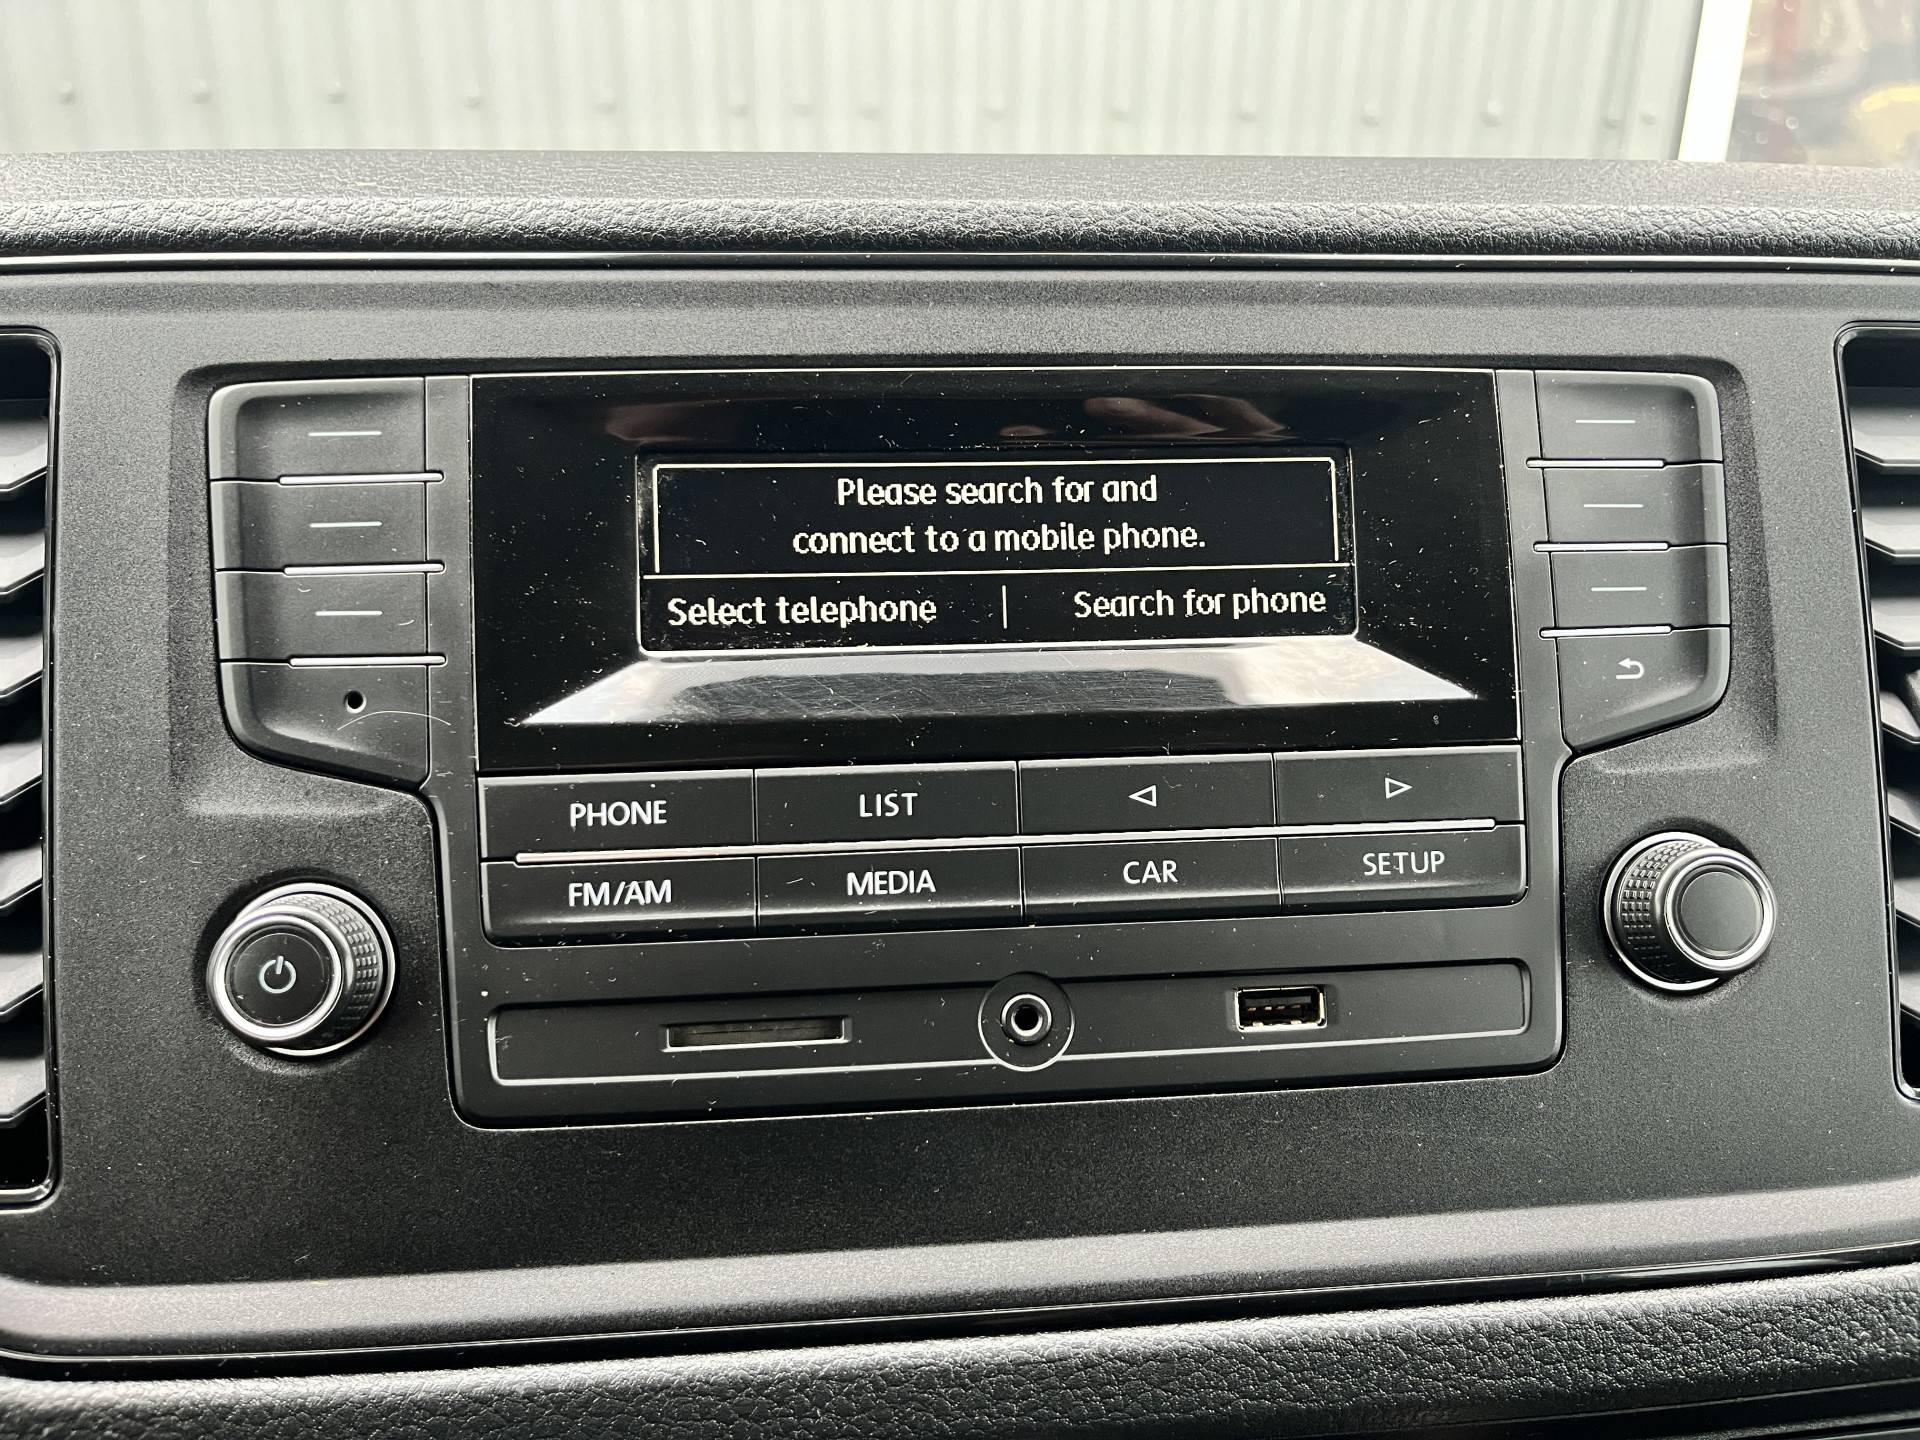 Please search for and
connect to a mobile phone.
Select telephone | Search for phone
PHONE LIST
FM/AM MEDIA CAR SETUP